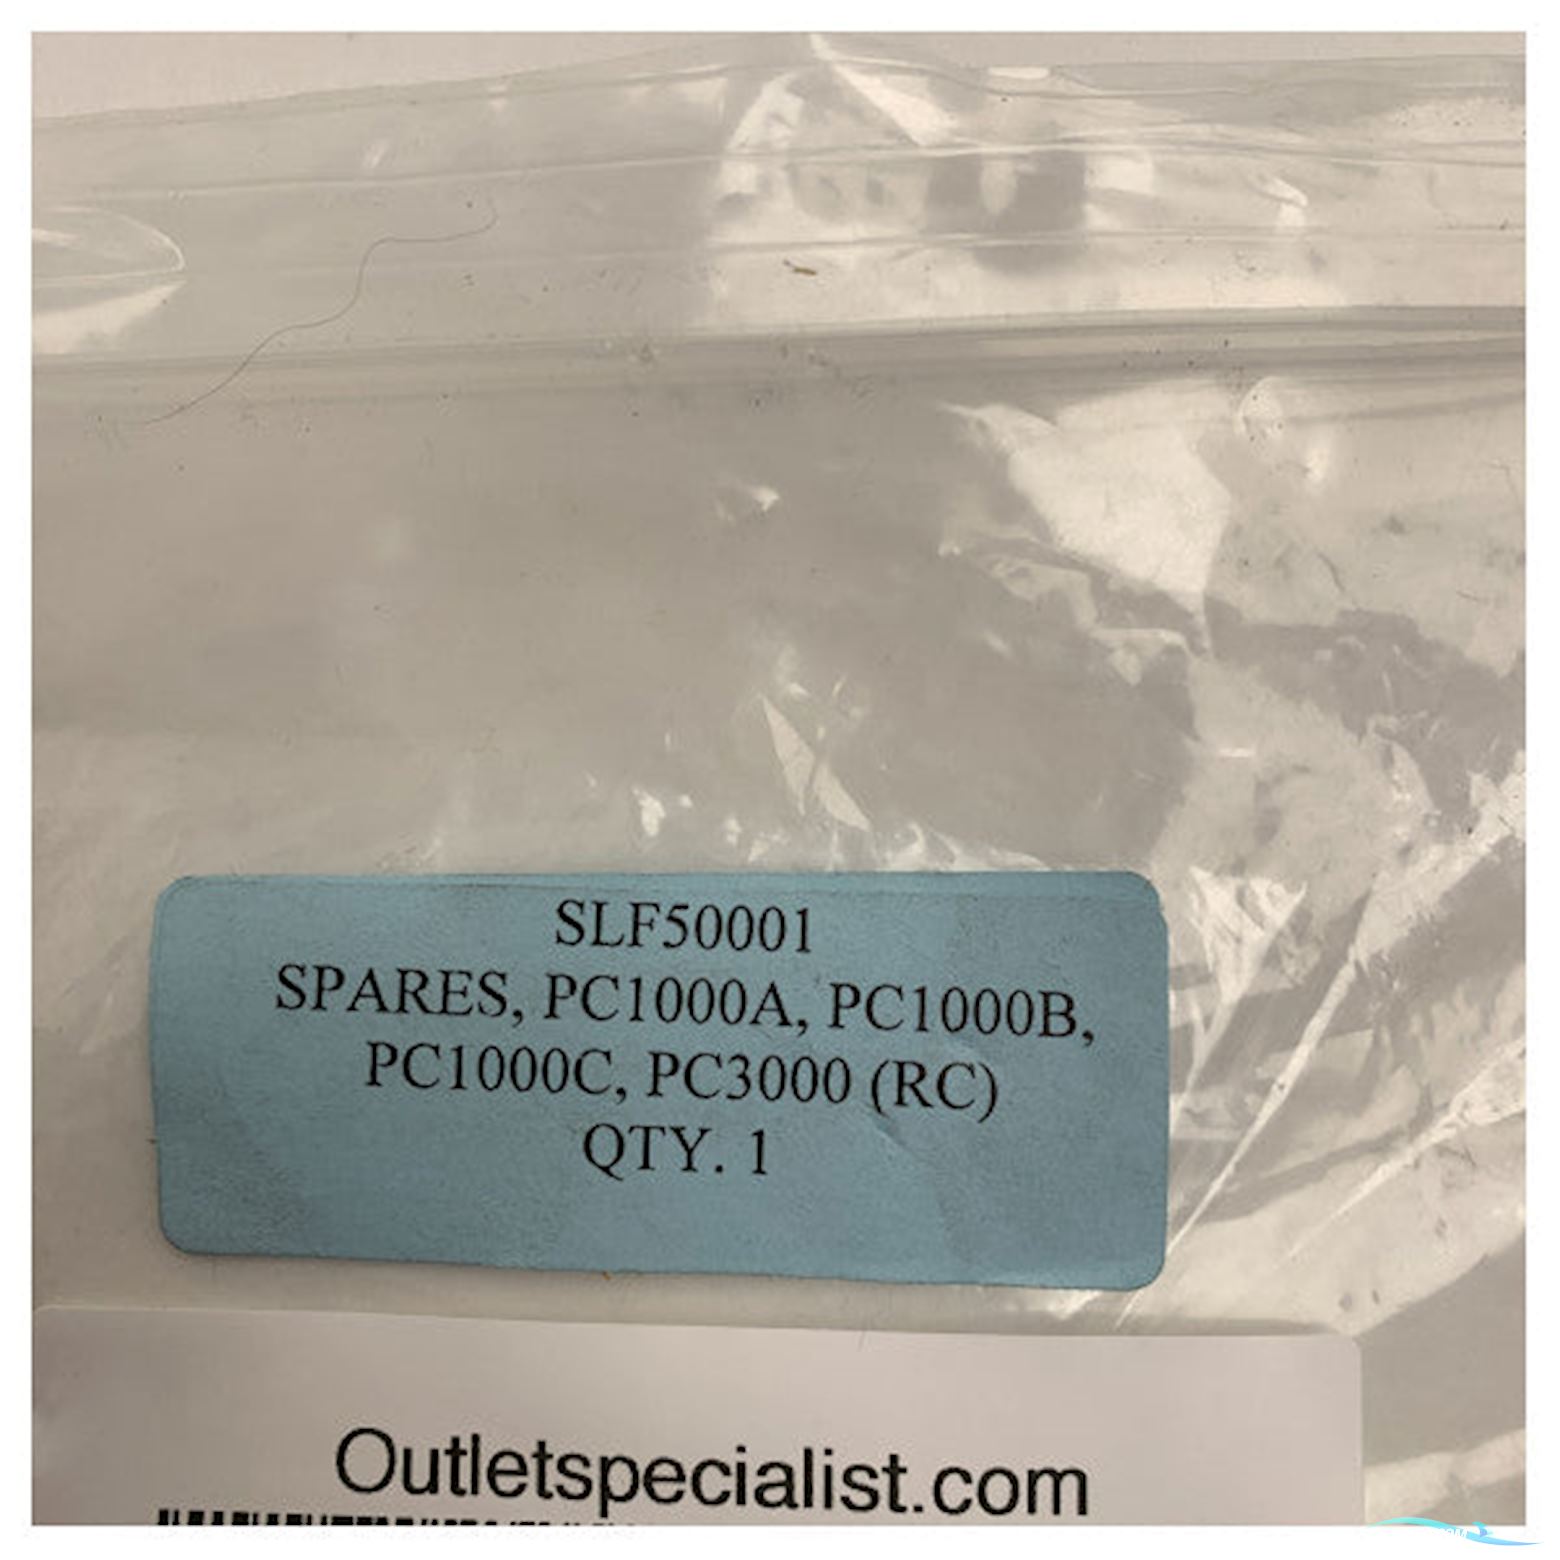 SLF50001
SPARES, PC1000A, PC1000B,
PC1000C, PC3000 (RC)
QTY. 1
Outletspecialist.com